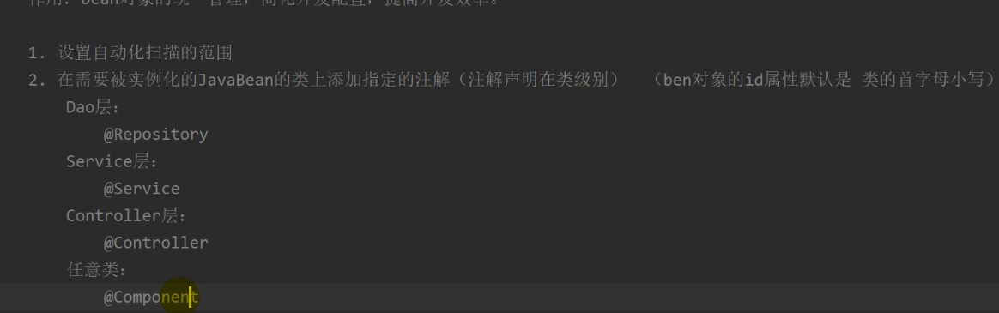 作用：bean对象的统一管理，简化开发配置，提高开发效率。
1. 设置自动化扫描的范围
2. 在需要被实例化的JavaBean的类上添加指定的注解（注解声明在类级别） （ben对象的id属性默认是 类的首字母小写）
Dao层：
@Repository
Service层：
@Service
Controller层：
@Controller
任意类：
@Component